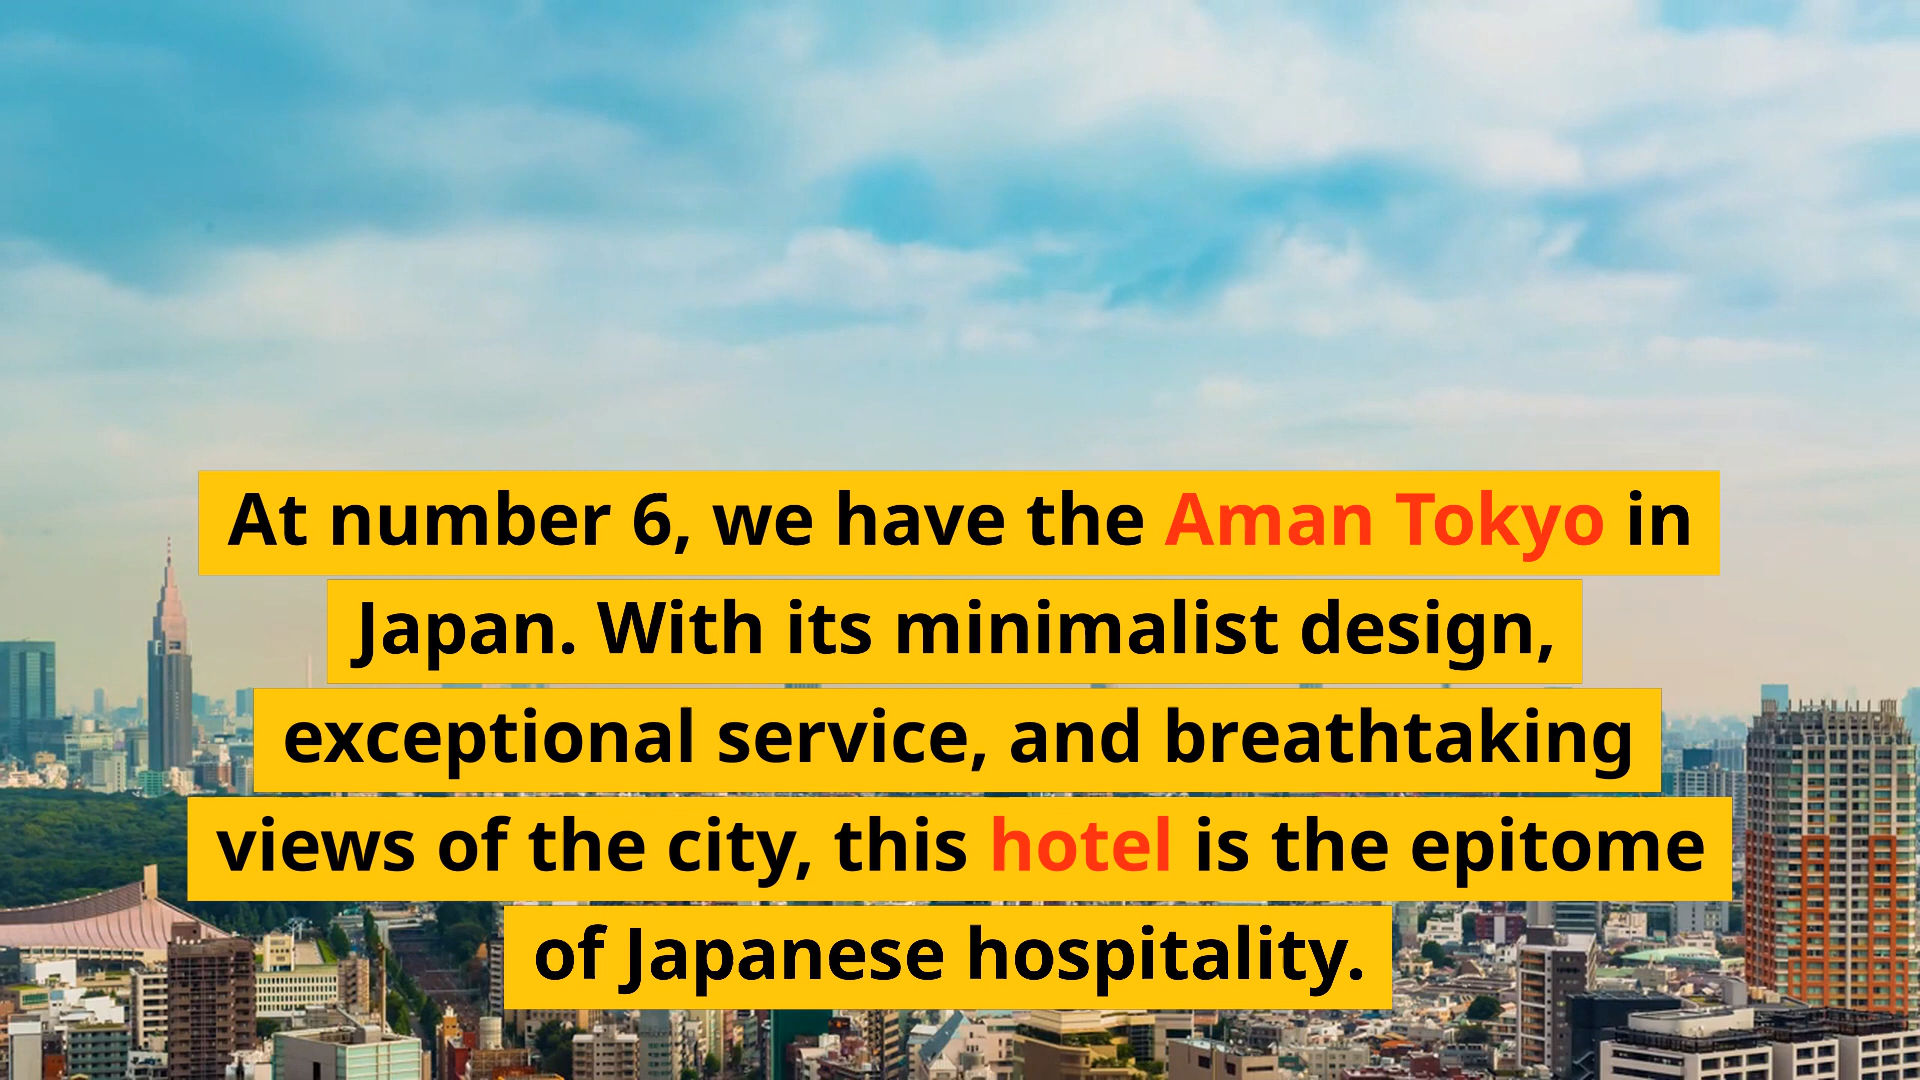 At number 6, we have the Aman Tokyo in
Japan. With its minimalist design,
exceptional service, and breathtaking
views of the city, this hotel is the epitome
of Japanese hospitality.